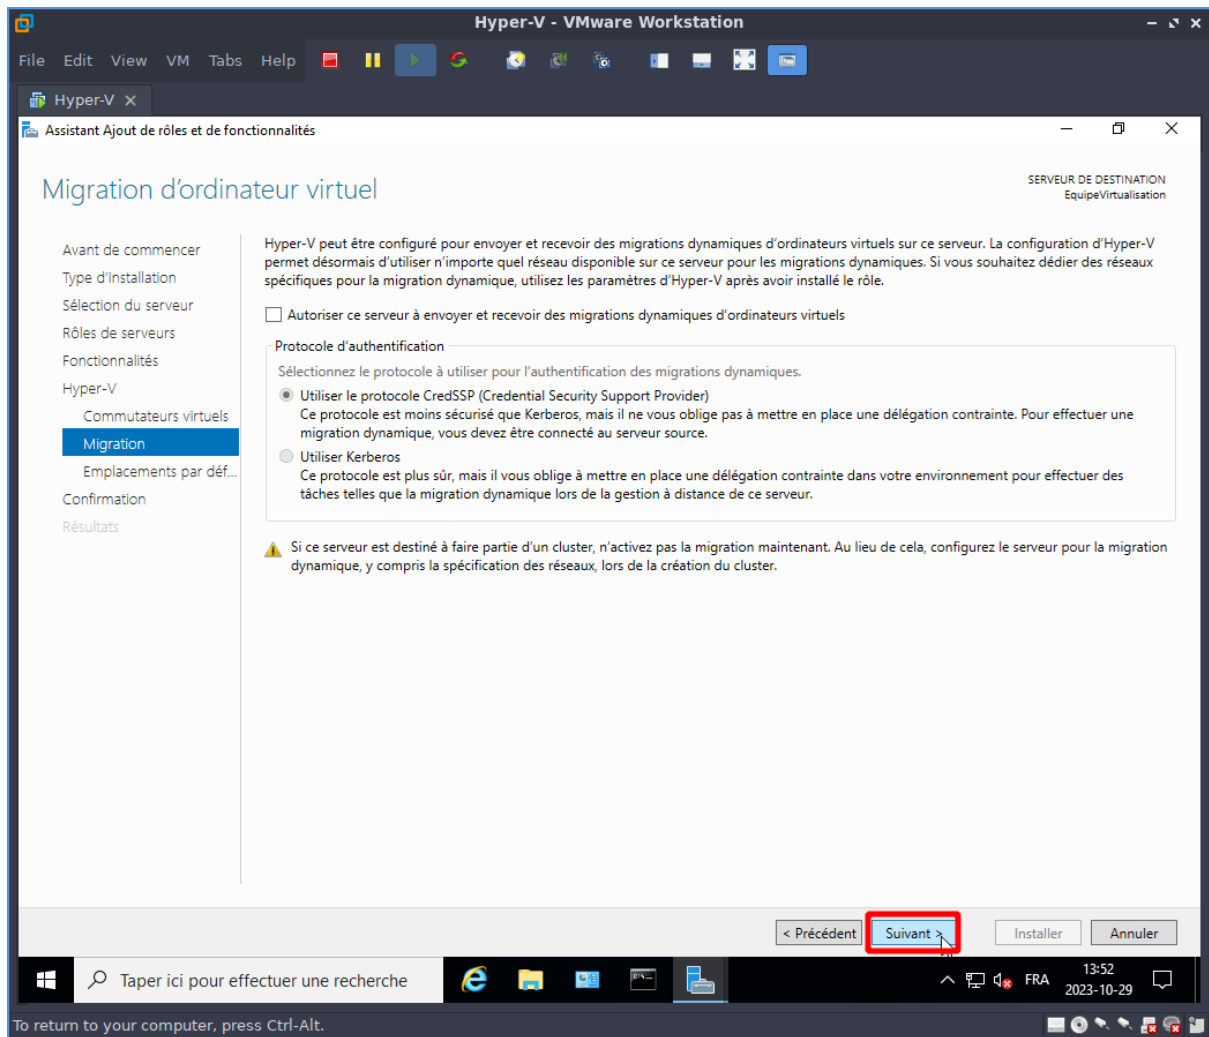 Hyper-V - VMware Workstation
File Edit View VM Tabs Help
Hyper-V
Assistant Ajout de rôles et de fonctionnalités
Migration d'ordinateur virtuel
SERVEUR DE DESTINATION
EquipeVirtualisation
Avant de commencer
Type d'installation
Sélection du serveur
Rôles de serveurs
Fonctionnalités
Hyper-V
Commutateurs virtuels
Migration
Emplacements par déf...
Confirmation
Résultats
Hyper-V peut être configuré pour envoyer et recevoir des migrations dynamiques d'ordinateurs virtuels sur ce serveur. La configuration d'Hyper-V
permet désormais d'utiliser n'importe quel réseau disponible sur ce serveur pour les migrations dynamiques. Si vous souhaitez dédier des réseaux
spécifiques pour la migration dynamique, utilisez les paramètres d'Hyper-V après avoir installé le rôle.
Autoriser ce serveur à envoyer et recevoir des migrations dynamiques d'ordinateurs virtuels
Protocole d'authentification
Sélectionnez le protocole à utiliser pour l'authentification des migrations dynamiques.
Utiliser le protocole CredSSP (Credential Security Support Provider)
Ce protocole est moins sécurisé que Kerberos, mais il ne vous oblige pas à mettre en place une délégation contrainte. Pour effectuer une
migration dynamique, vous devez être connecté au serveur source.
Utiliser Kerberos
Ce protocole est plus sûr, mais il vous oblige à mettre en place une délégation contrainte dans votre environnement pour effectuer des
tâches telles que la migration dynamique lors de la gestion à distance de ce serveur.
Si ce serveur est destiné à faire partie d'un cluster, n'activez pas la migration maintenant. Au lieu de cela, configurez le serveur pour la migration
dynamique, y compris la spécification des réseaux, lors de la création du cluster.
< Précédent Suivant > Installer Annuler
Taper ici pour effectuer une recherche
FRA
13:52
2023-10-29
To return to your computer, press Ctrl-Alt.